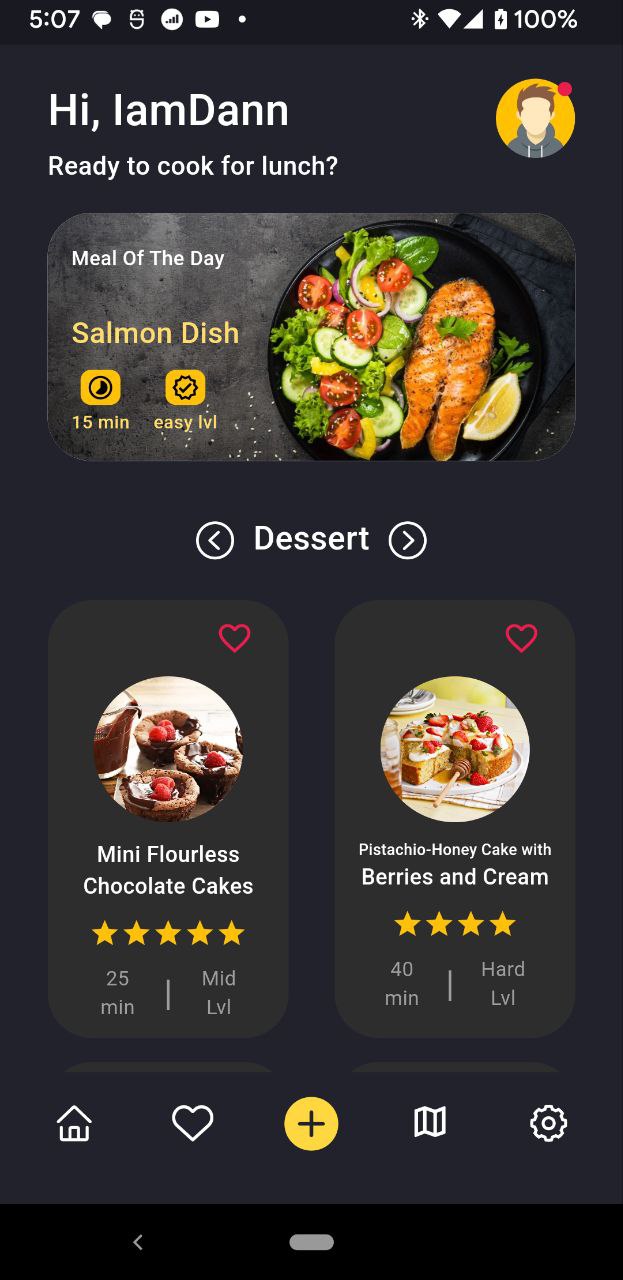 5:07
100%
Hi, IamDann
Ready to cook for lunch?
Meal Of The Day
Salmon Dish
15 min
easy lvl
Dessert
Mini Flourless
Chocolate Cakes
25
min
|
Mid
Lvl
Pistachio-Honey Cake with
Berries and Cream
40
min
|
Hard
Lvl